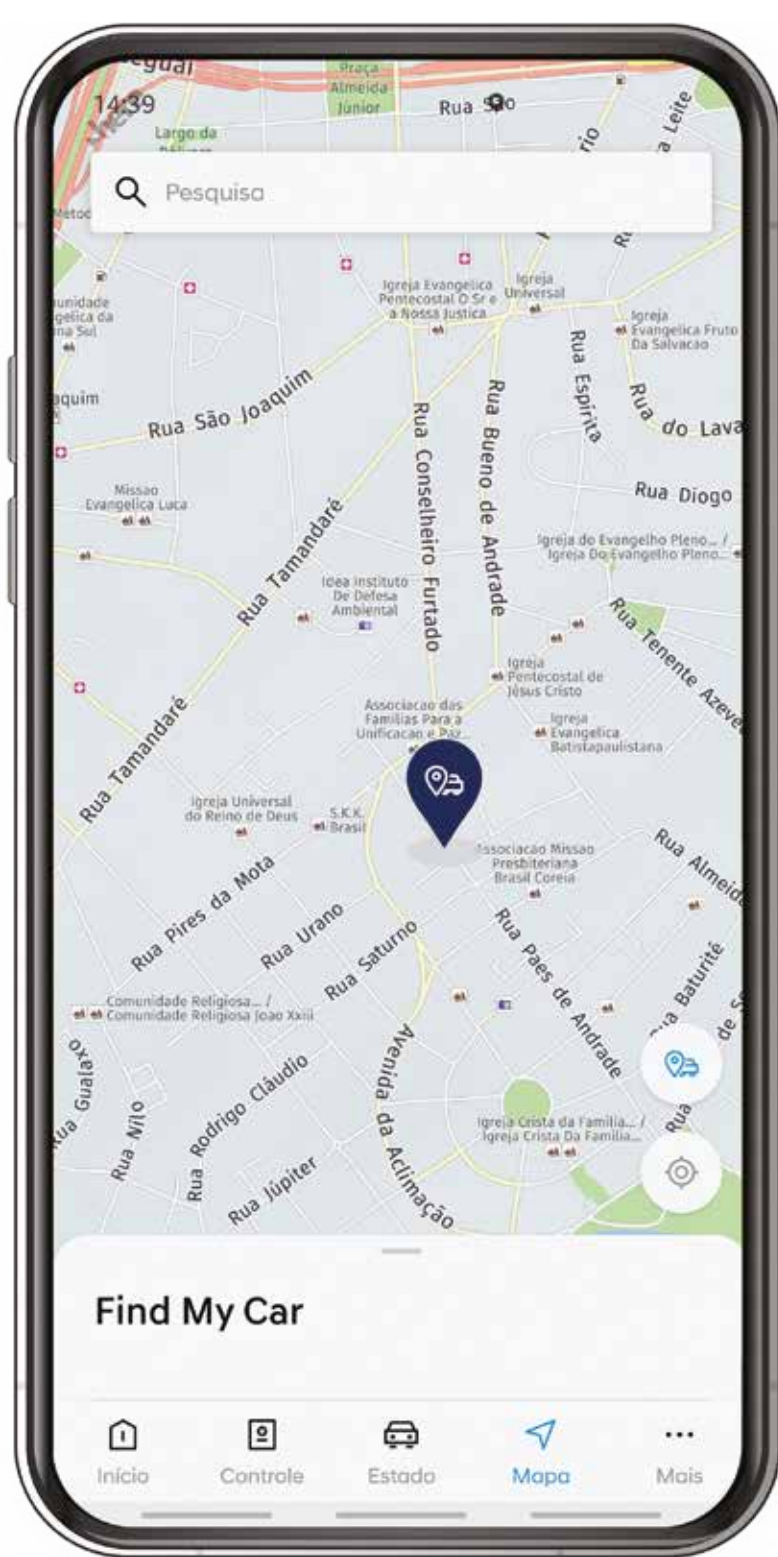 14:39
Praça
Almeida
Júnior
Largo da
Rua São
Leite
Pesquisa
Igreja Evangelica
Pentecostal O Sr e
a Nossa Justica
Igreja
Universal
Igreja
Evangelica Fruto
Da Salvacao
Rua São Joaquim
Rua Espirita
Rua do Lava
Rua Conselheiro Furtado
Rua Bueno de Andrade
Missao
Evangelica Luca
Rua Diogo
Rua Tamandaré
Igreja do Evangelho Pleno... /
Igreja Do Evangelho Pleno...
Idea Instituto
De Defesa
Ambiental
Rua Tenente Azeve
Igreja
Pentecostal de
Jesus Cristo
Rua Tamandaré
Associacao das
Familias Para a
Unificacao e Paz...
Igreja
Evangelica
Batistapaulistana
Igreja Universal
do Reino de Deus
S.K.K.
Brasil
ssociacao Missao
Presbiteriana
Brasil Coreia
Rua Almeida
Rua Pires da Mota
Rua Urano
Rua Saturno
Rua Paes de Andrade
Baturité
Comunidade Religiosa... /
Comunidade Religiosa Joao Xxiii
Avenida da Aclimação
Rua Nilo
Rua Rodrigo Cláudio
Rua Júpiter
Igreja Crista da Familia... /
Igreja Crista Da Familia...
Rua
Find My Car
Início Controle Estado Mapa Mais